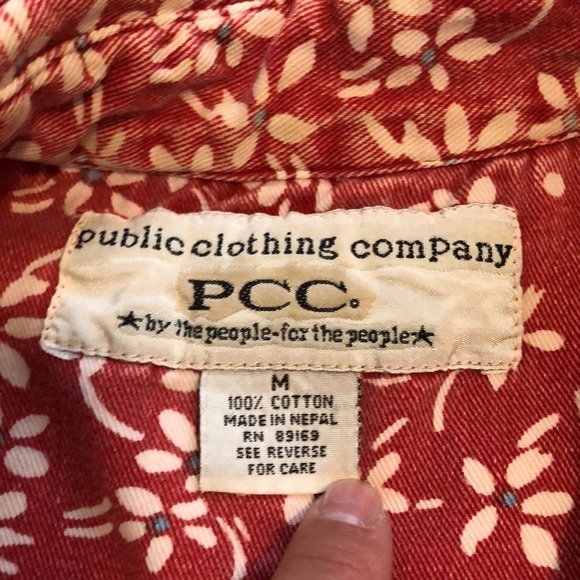 public clothing company
PCC.
★by the people-for the people★
M
100% COTTON
MADE IN NEPAL
RN 89169
SEE REVERSE
FOR CARE